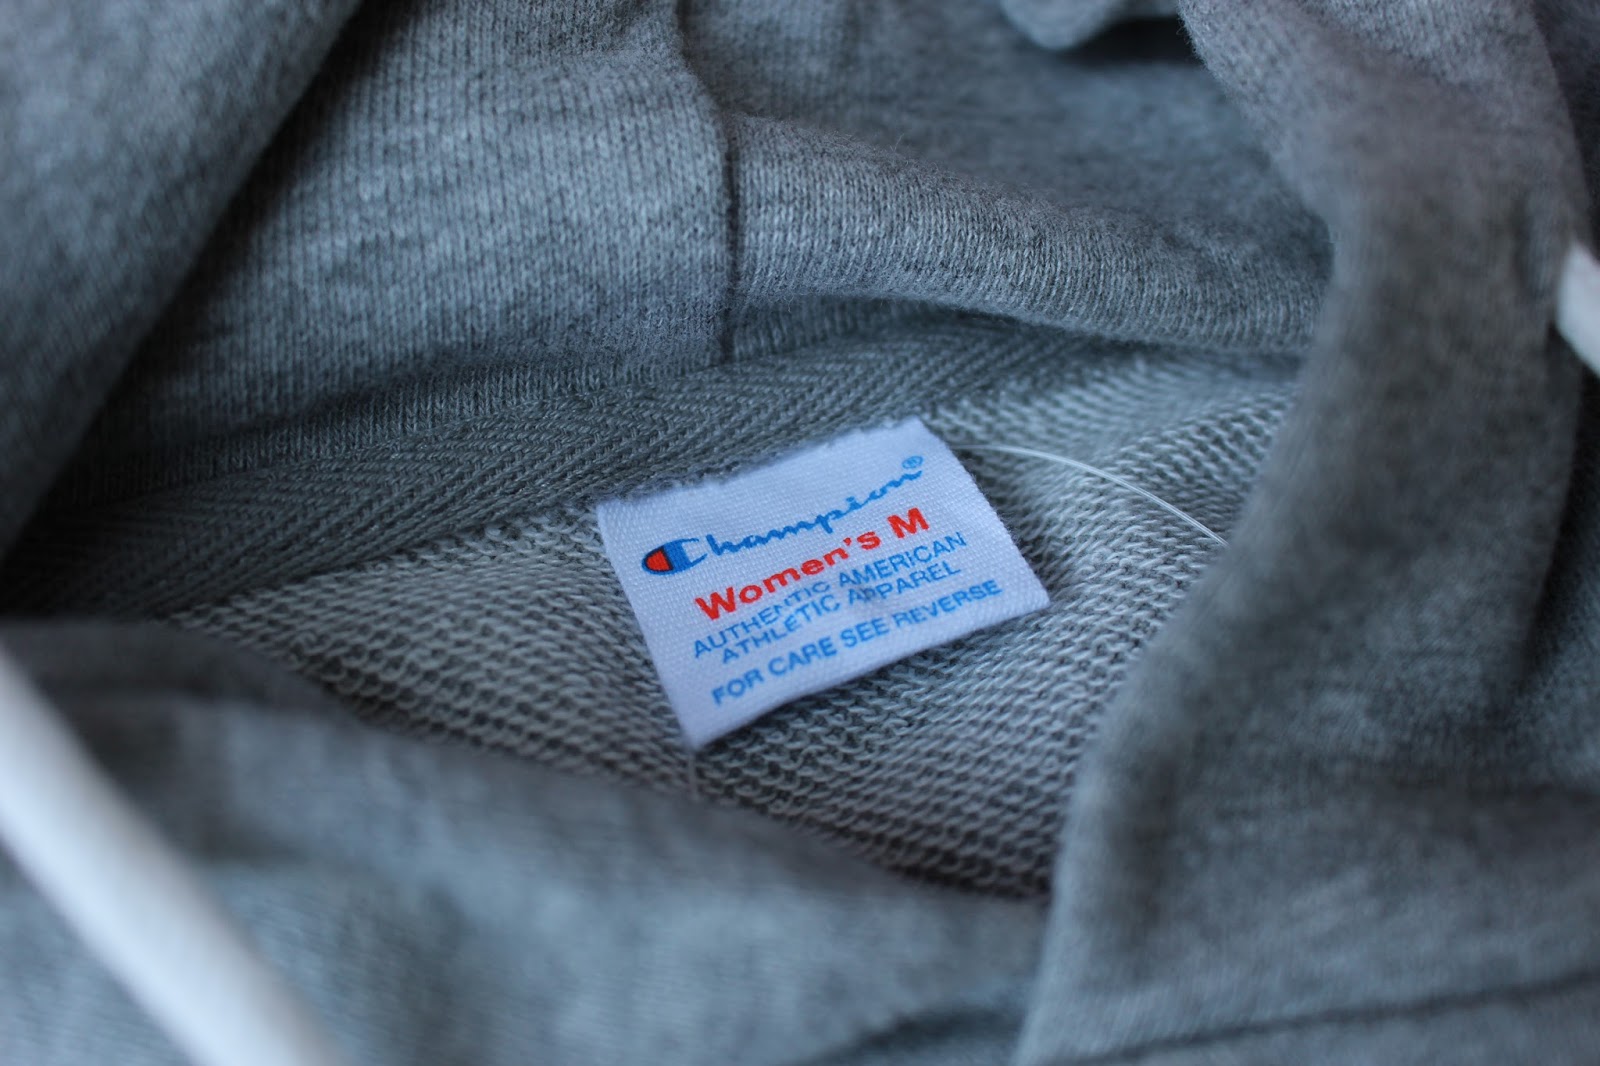 Champion®
Women's M
AUTHENTIC AMERICAN
ATHLETIC APPAREL
FOR CARE SEE REVERSE